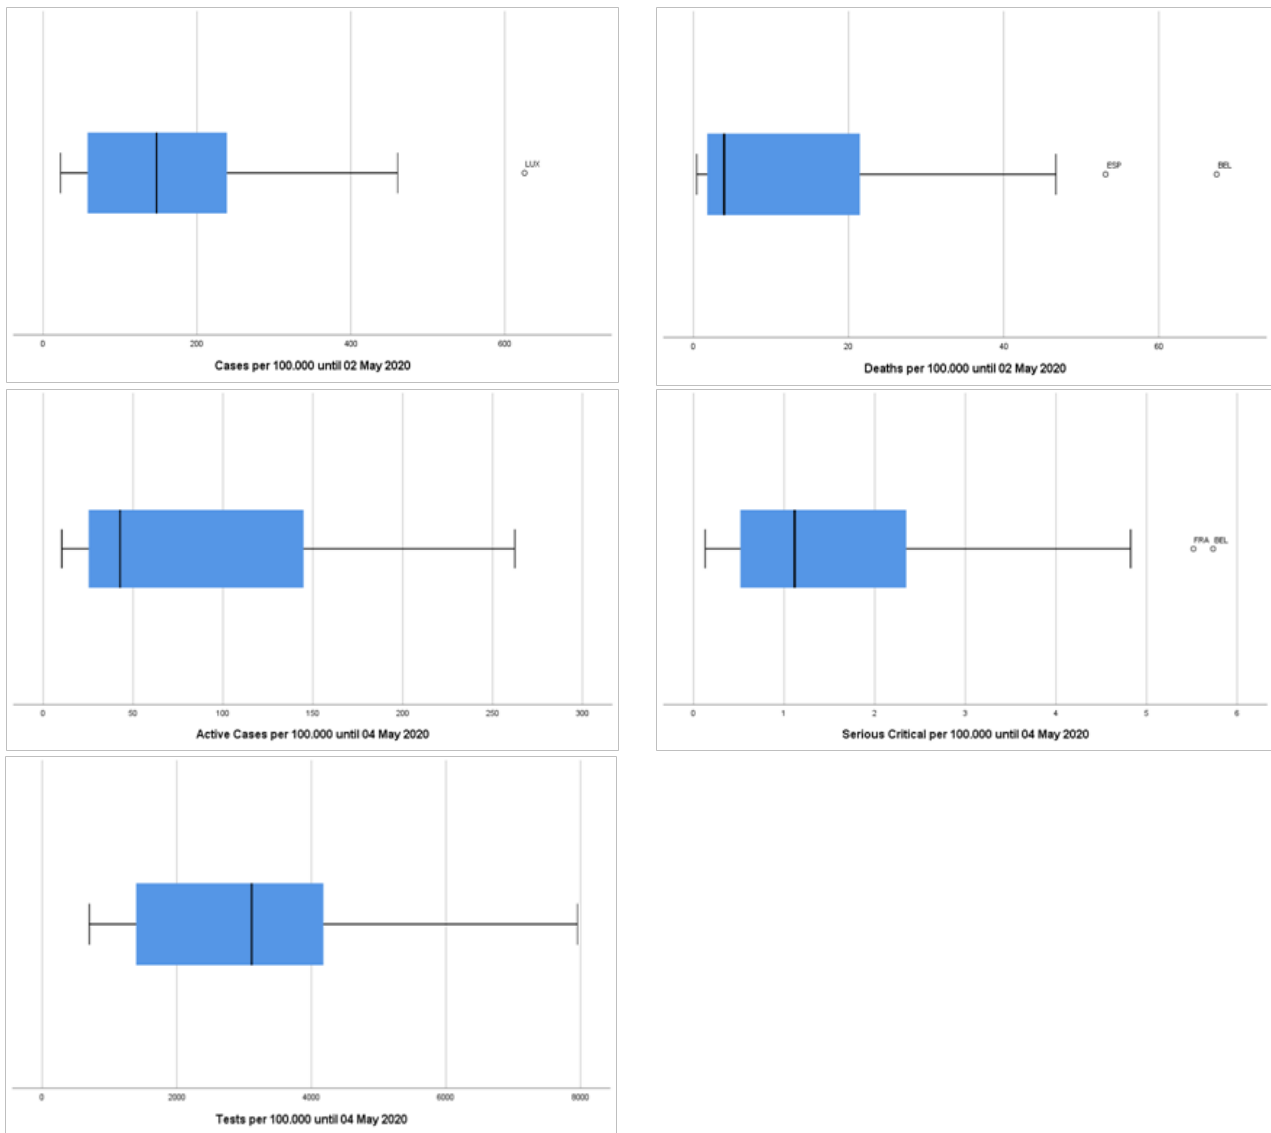 LUX
0 200 400 600
Cases per 100.000 until 02 May 2020
ESP BEL
0 20 40 60
Deaths per 100.000 until 02 May 2020
0 50 100 150 200 250 300
Active Cases per 100.000 until 04 May 2020
FRA BEL
0 1 2 3 4 5 6
Serious Critical per 100.000 until 04 May 2020
0 2000 4000 6000 8000
Tests per 100.000 until 04 May 2020